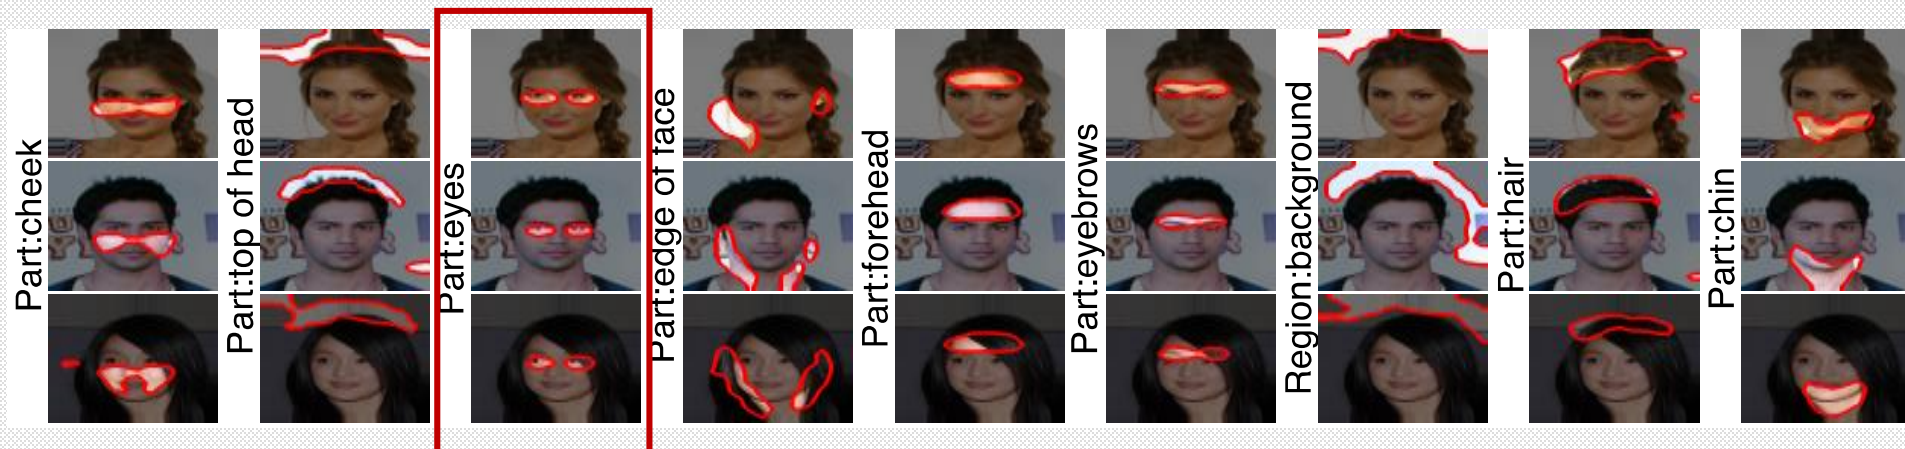 Part:cheek
Part:top of head
Part:eyes
Part:edge of face
Part:forehead
Part:eyebrows
Region:background
Part:hair
Part:chin